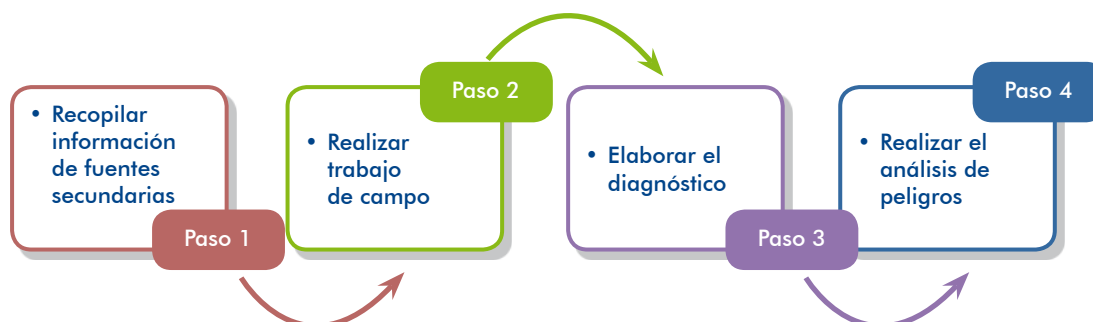 • Recopilar
información
de fuentes
secundarias
Paso 1
Paso 2
• Realizar
trabajo
de campo
• Elaborar el
diagnóstico
Paso 3
Paso 4
• Realizar el
análisis de
peligros